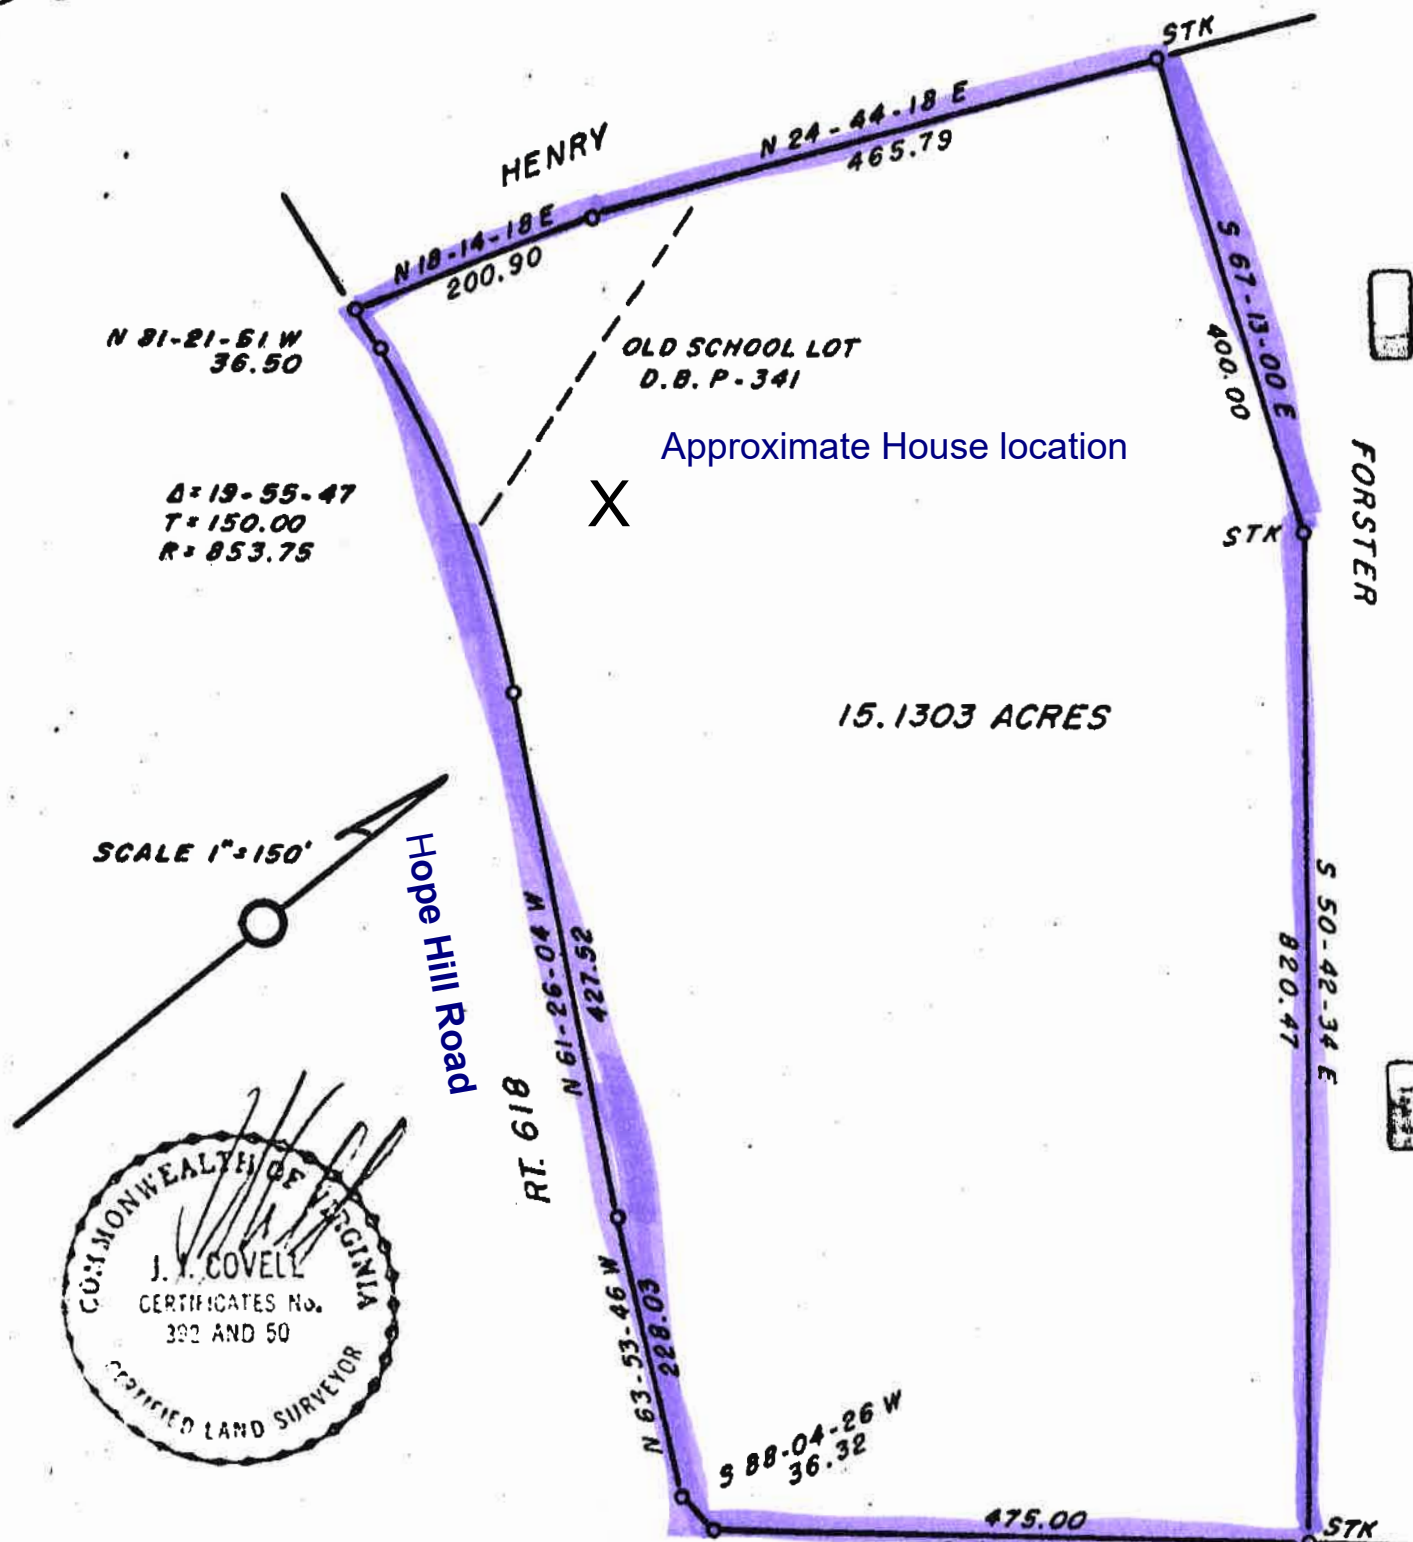 STK
N 24-44-18 E
465.79
HENRY
N 18-14-18 E
200.90
S 67-13-00 E
400.00
N 81-21-51 W
36.50
OLD SCHOOL LOT
D.B. P-341
Approximate House location
X
FORSTER
Δ=19-55-47
T=150.00
R=853.75
STK
15.1303 ACRES
SCALE 1"=150'
Hope Hill Road
S 50-42-34 E
820.47
N 61-26-04 W
427.52
RT. 618
COMMONWEALTH OF VIRGINIA
J. COVELL
CERTIFICATES No.
392 AND 50
CERTIFIED LAND SURVEYOR
N 63-53-46 W
228.03
S 88-04-26 W
36.32
475.00
STK